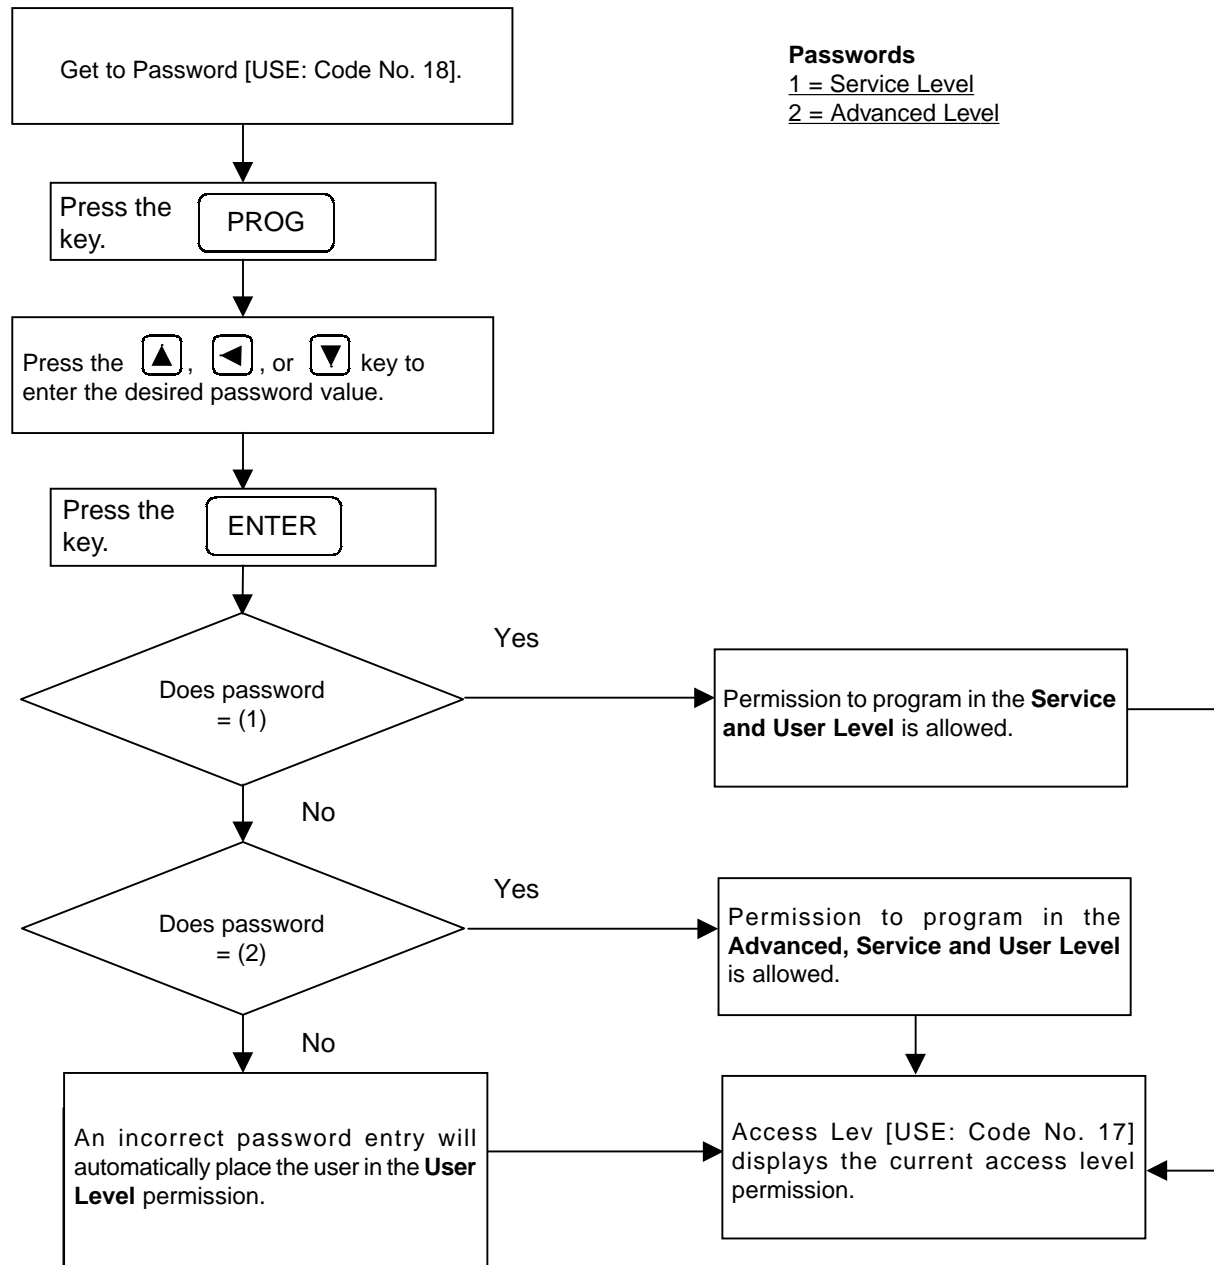 Get to Password [USE: Code No. 18].
Passwords
1 = Service Level
2 = Advanced Level
Press the
key.
PROG
Press the ▲, ◄, or ▼ key to
enter the desired password value.
Press the
key.
ENTER
Does password
= (1)
Yes
Permission to program in the Service
and User Level is allowed.
No
Does password
= (2)
Yes
Permission to program in the
Advanced, Service and User Level
is allowed.
No
An incorrect password entry will
automatically place the user in the User
Level permission.
Access Lev [USE: Code No. 17]
displays the current access level
permission.